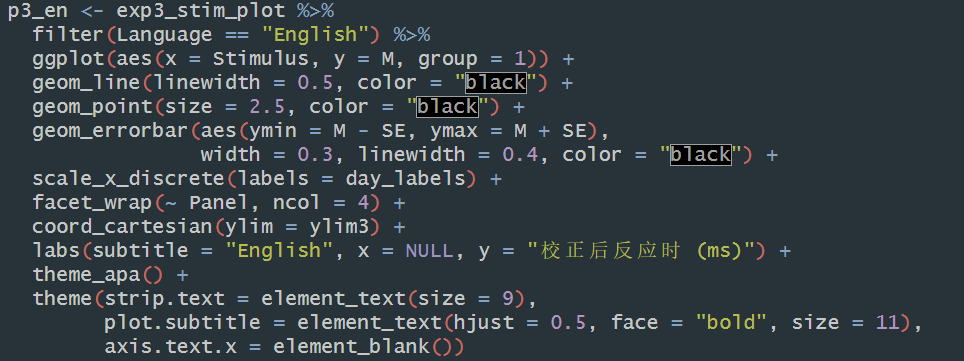 p3_en <- exp3_stim_plot %>%
  filter(Language == "English") %>%
  ggplot(aes(x = Stimulus, y = M, group = 1)) +
  geom_line(linewidth = 0.5, color = "black") +
  geom_point(size = 2.5, color = "black") +
  geom_errorbar(aes(ymin = M - SE, ymax = M + SE),
                width = 0.3, linewidth = 0.4, color = "black") +
  scale_x_discrete(labels = day_labels) +
  facet_wrap(~ Panel, ncol = 4) +
  coord_cartesian(ylim = ylim3) +
  labs(subtitle = "English", x = NULL, y = "校正后反应时 (ms)") +
  theme_apa() +
  theme(strip.text = element_text(size = 9),
        plot.subtitle = element_text(hjust = 0.5, face = "bold", size = 11),
        axis.text.x = element_blank())